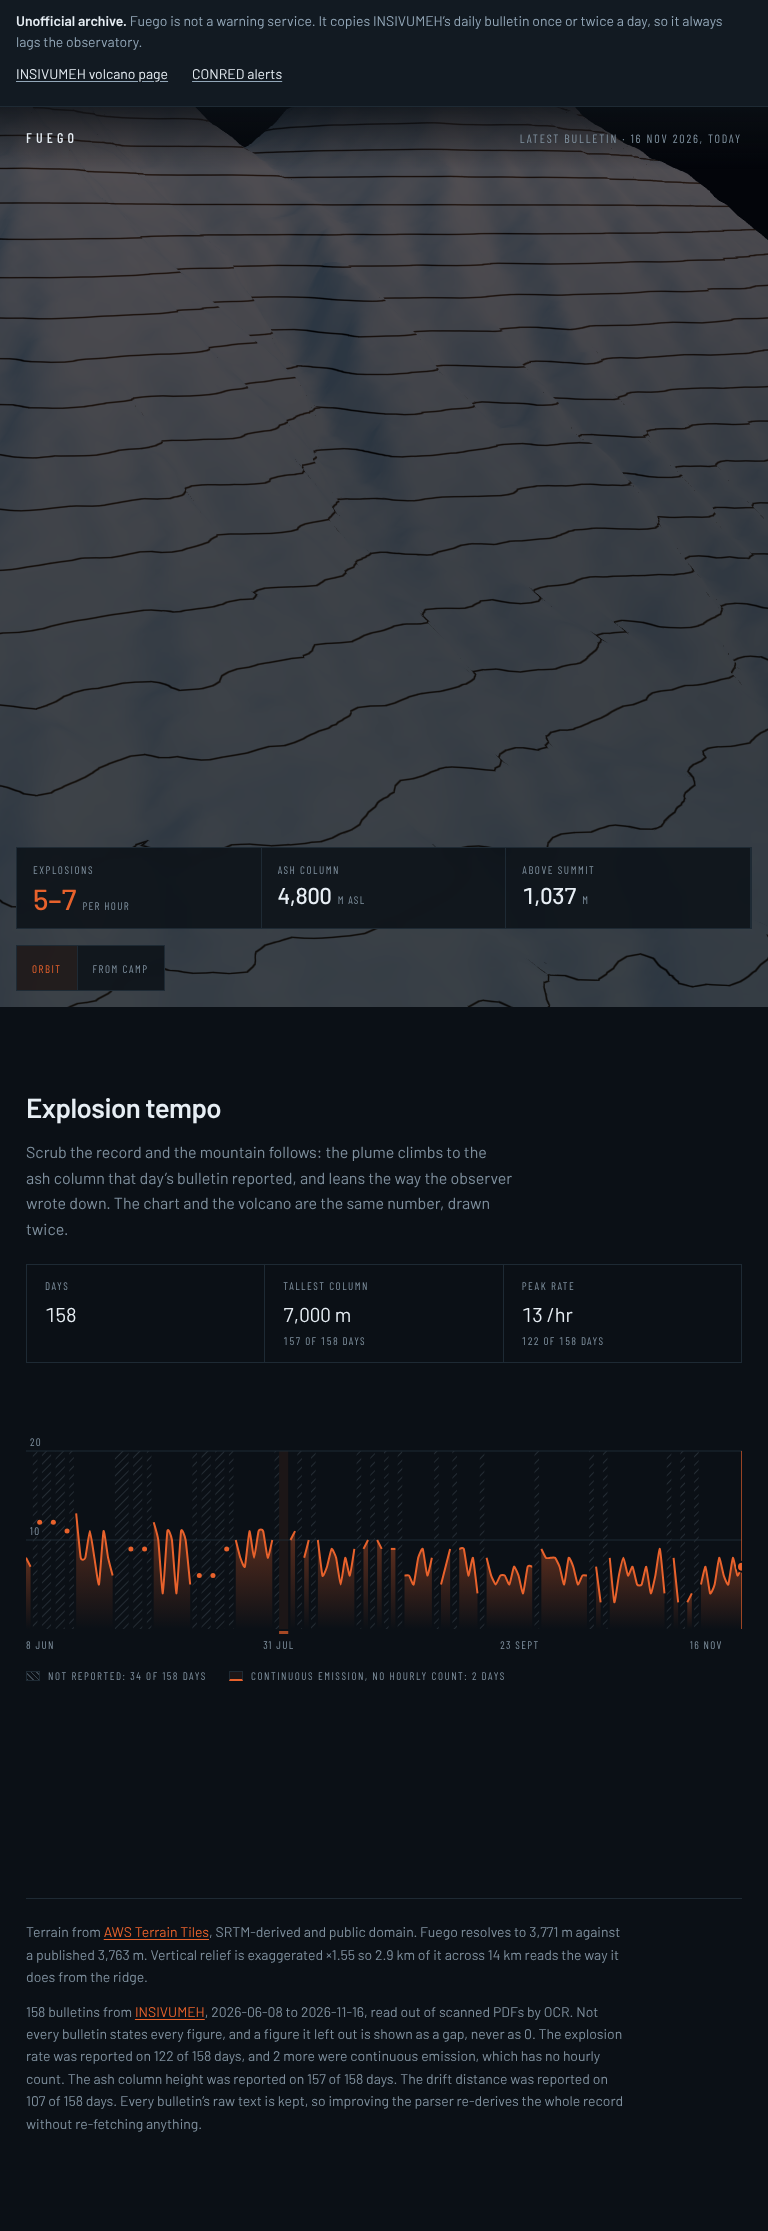 Unofficial archive. Fuego is not a warning service. It copies INSIVUMEH's daily bulletin once or twice a day, so it always
lags the observatory.
INSIVUMEH volcano page CONRED alerts
FUEGO
LATEST BULLETIN · 16 NOV 2026, TODAY
EXPLOSIONS
5–7 PER HOUR
ASH COLUMN
4,800 M ASL
ABOVE SUMMIT
1,037 M
ORBIT
FROM CAMP
Explosion tempo
Scrub the record and the mountain follows: the plume climbs to the
ash column that day's bulletin reported, and leans the way the observer
wrote down. The chart and the volcano are the same number, drawn
twice.
DAYS
158
TALLEST COLUMN
7,000 m
157 OF 158 DAYS
PEAK RATE
13 /hr
122 OF 158 DAYS
20
10
8 JUN
31 JUL
23 SEPT
16 NOV
NOT REPORTED: 34 OF 158 DAYS
CONTINUOUS EMISSION, NO HOURLY COUNT: 2 DAYS
Terrain from AWS Terrain Tiles, SRTM-derived and public domain. Fuego resolves to 3,771 m against
a published 3,763 m. Vertical relief is exaggerated ×1.55 so 2.9 km of it across 14 km reads the way it
does from the ridge.
158 bulletins from INSIVUMEH, 2026-06-08 to 2026-11-16, read out of scanned PDFs by OCR. Not
every bulletin states every figure, and a figure it left out is shown as a gap, never as 0. The explosion
rate was reported on 122 of 158 days, and 2 more were continuous emission, which has no hourly
count. The ash column height was reported on 157 of 158 days. The drift distance was reported on
107 of 158 days. Every bulletin's raw text is kept, so improving the parser re-derives the whole record
without re-fetching anything.